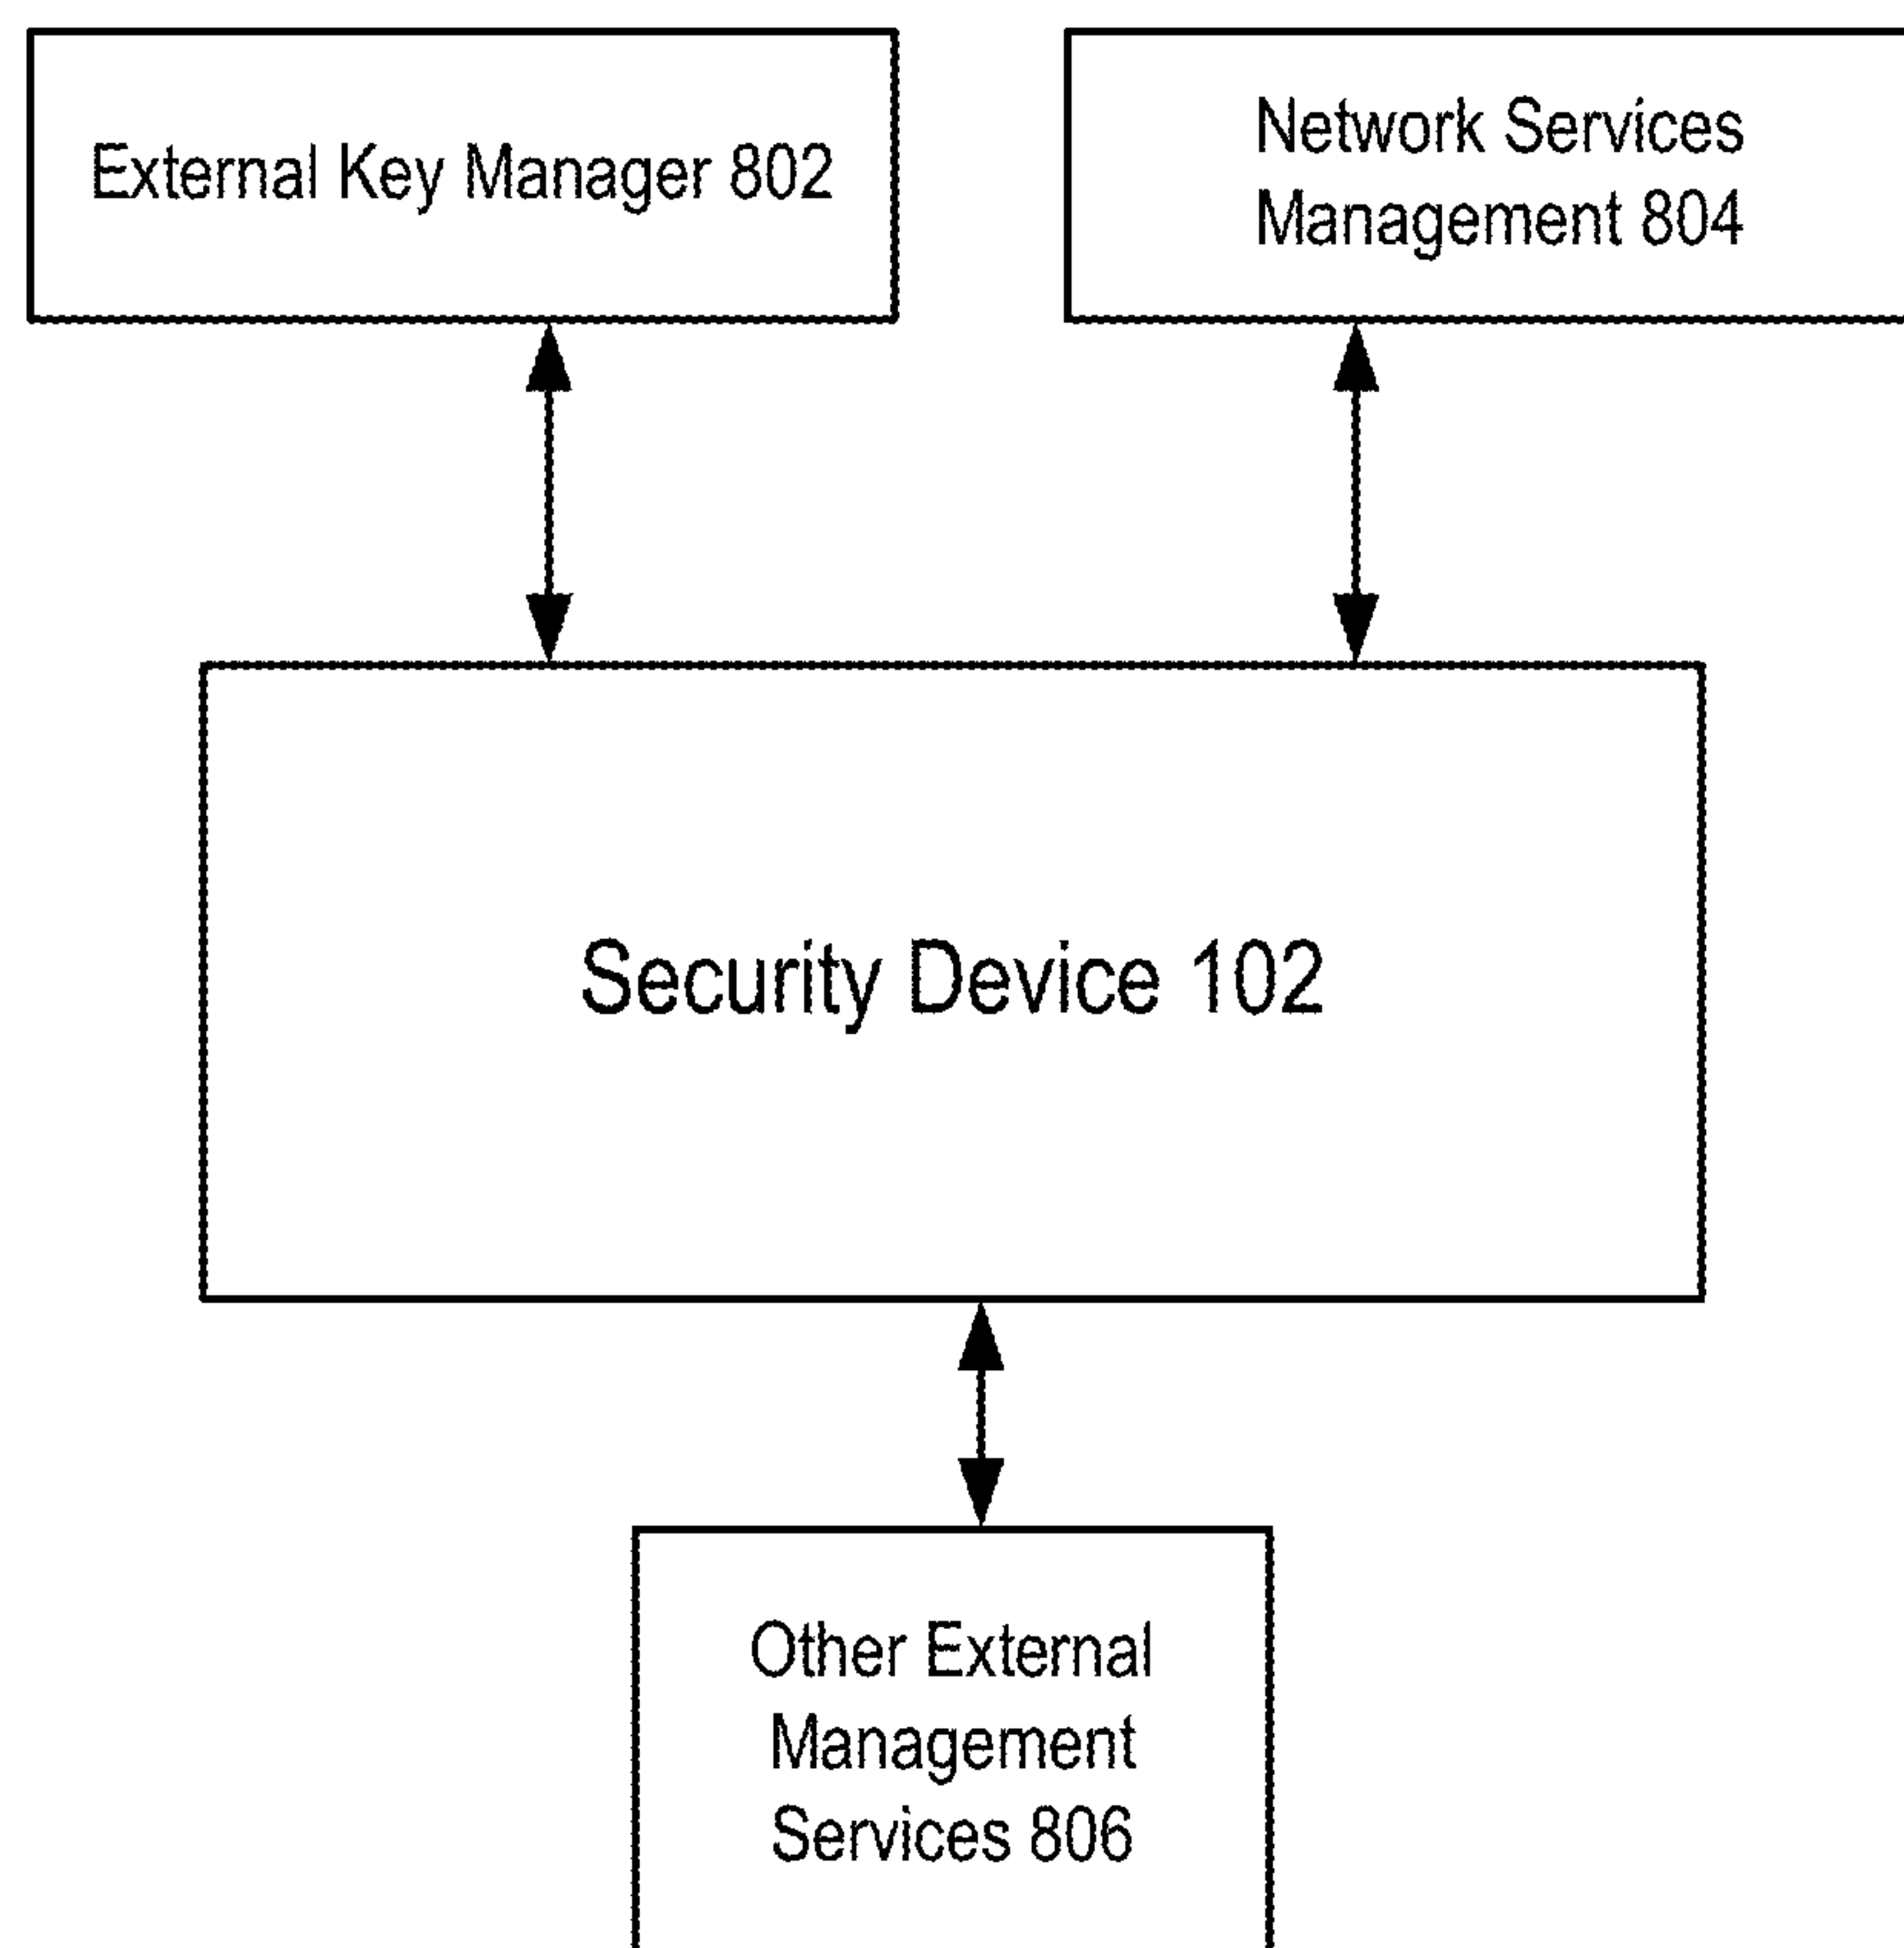 External Key Manager 802
Network Services
Management 804
Security Device 102
Other External
Management
Services 806